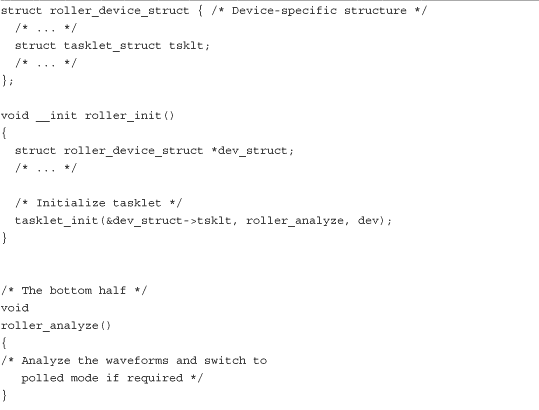 struct roller_device_struct { /* Device-specific structure */
  /* ... */
  struct tasklet_struct tsklt;
  /* ... */
};

void __init roller_init()
{
  struct roller_device_struct *dev_struct;
  /* ... */

  /* Initialize tasklet */
  tasklet_init(&dev_struct->tsklt, roller_analyze, dev);
}


/* The bottom half */
void
roller_analyze()
{
/* Analyze the waveforms and switch to
   polled mode if required */
}